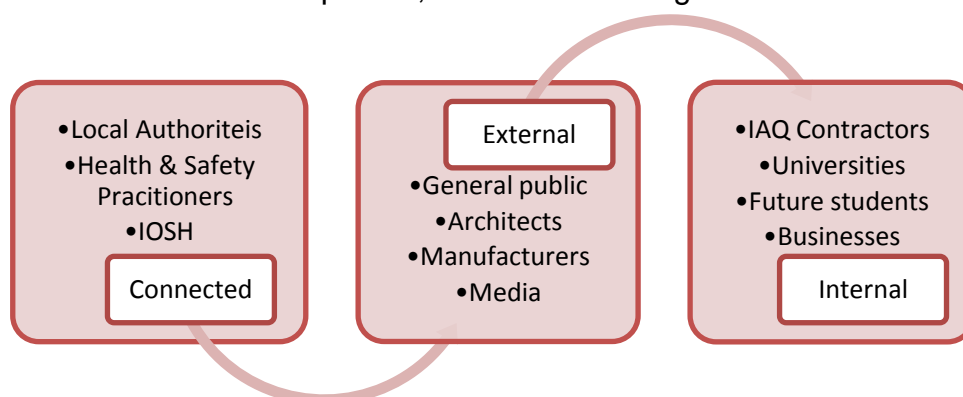 •Local Authoriteis
•Health & Safety
Pracitioners
•IOSH
Connected
External
•General public
•Architects
•Manufacturers
•Media
•IAQ Contractors
•Universities
•Future students
•Businesses
Internal